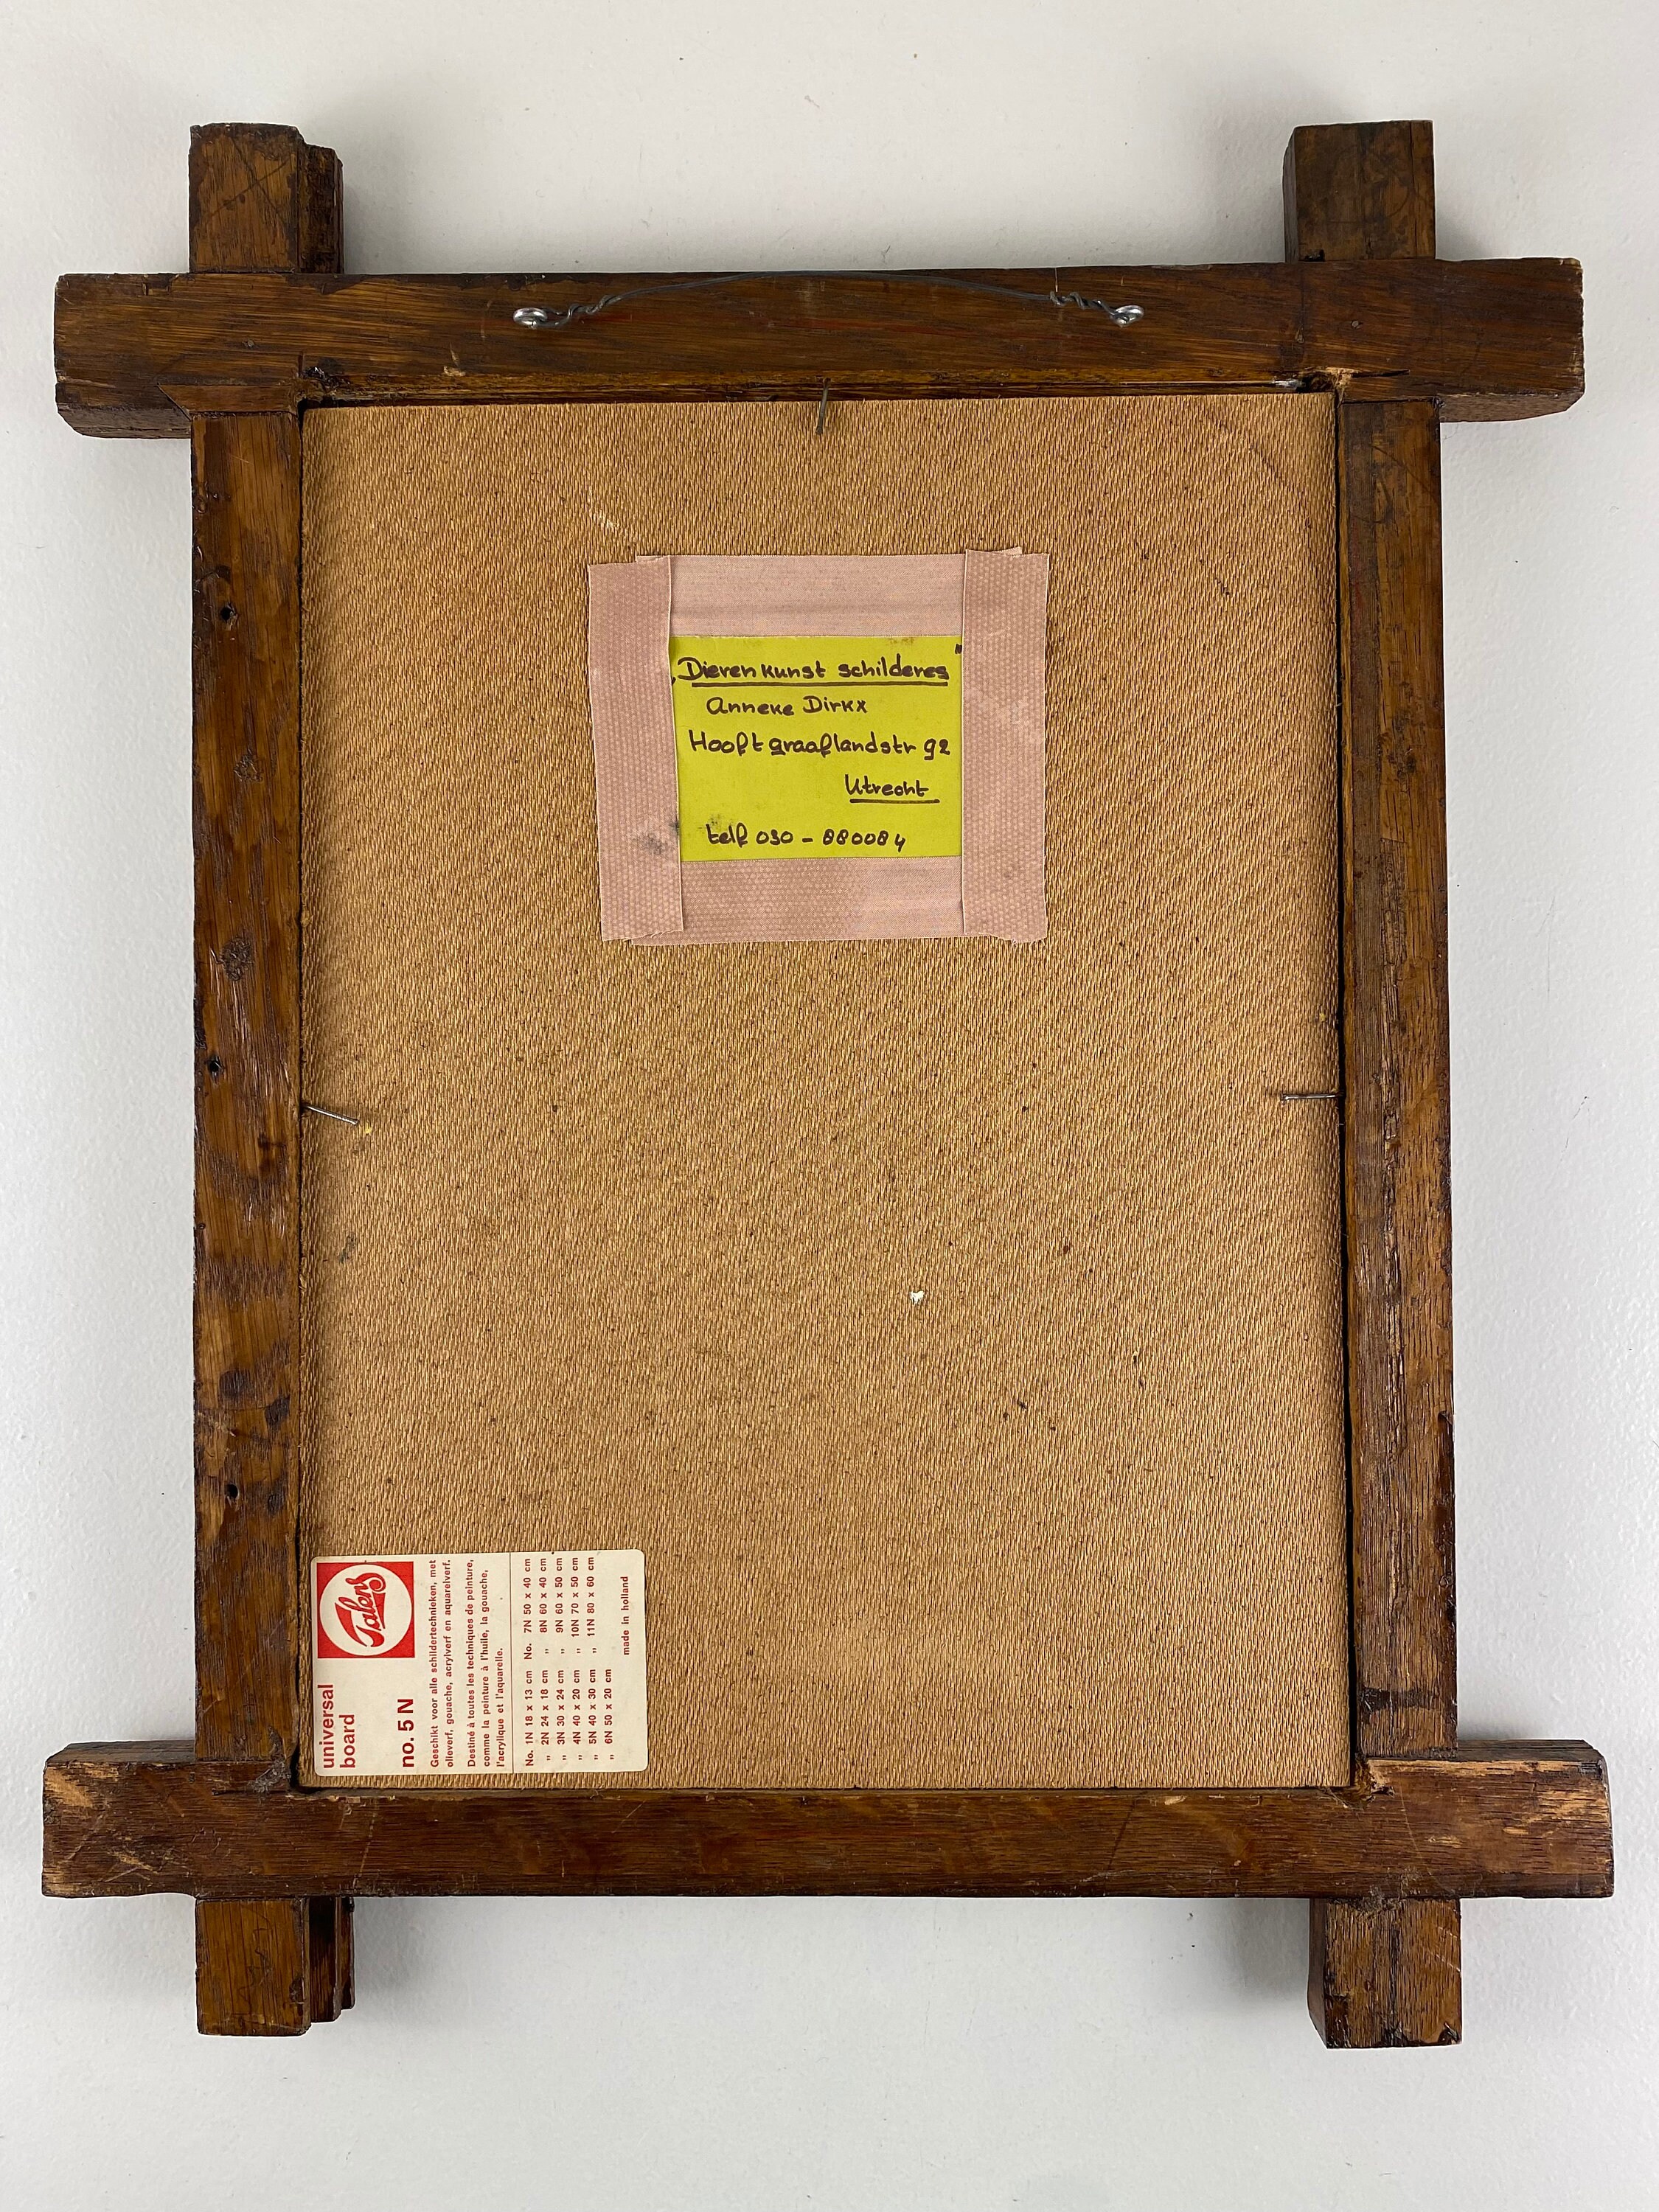 „Dierenkunst schilderes"
Anneke Dirkx
Hooft graaflandstr 92
Utrecht
telf 030 - 880084
universal
board
Talens
no. 5 N
Geschikt voor alle schildertechnieken, met
olieverf, gouache, acrylverf en aquarelverf.
Destiné à toutes les techniques de peinture,
comme la peinture à l'huile, la gouache,
l'acrylique et l'aquarelle.
No. 1N 18 x 13 cm No. 7N 50 x 40 cm
,, 2N 24 x 18 cm ,, 8N 60 x 40 cm
,, 3N 30 x 24 cm ,, 9N 60 x 50 cm
,, 4N 40 x 20 cm ,, 10N 70 x 50 cm
,, 5N 40 x 30 cm ,, 11N 80 x 60 cm
,, 6N 50 x 20 cm
made in holland